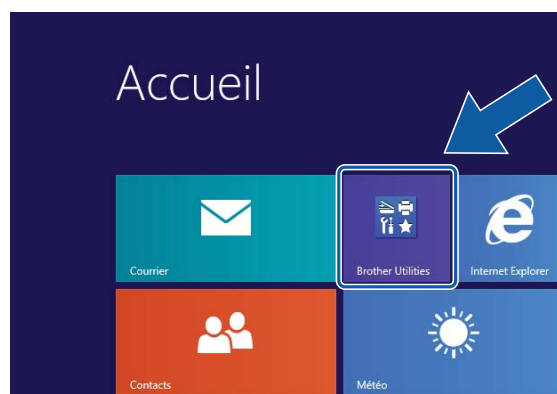 Accueil
Courrier
Brother Utilities
Internet Explorer
Contacts
Météo